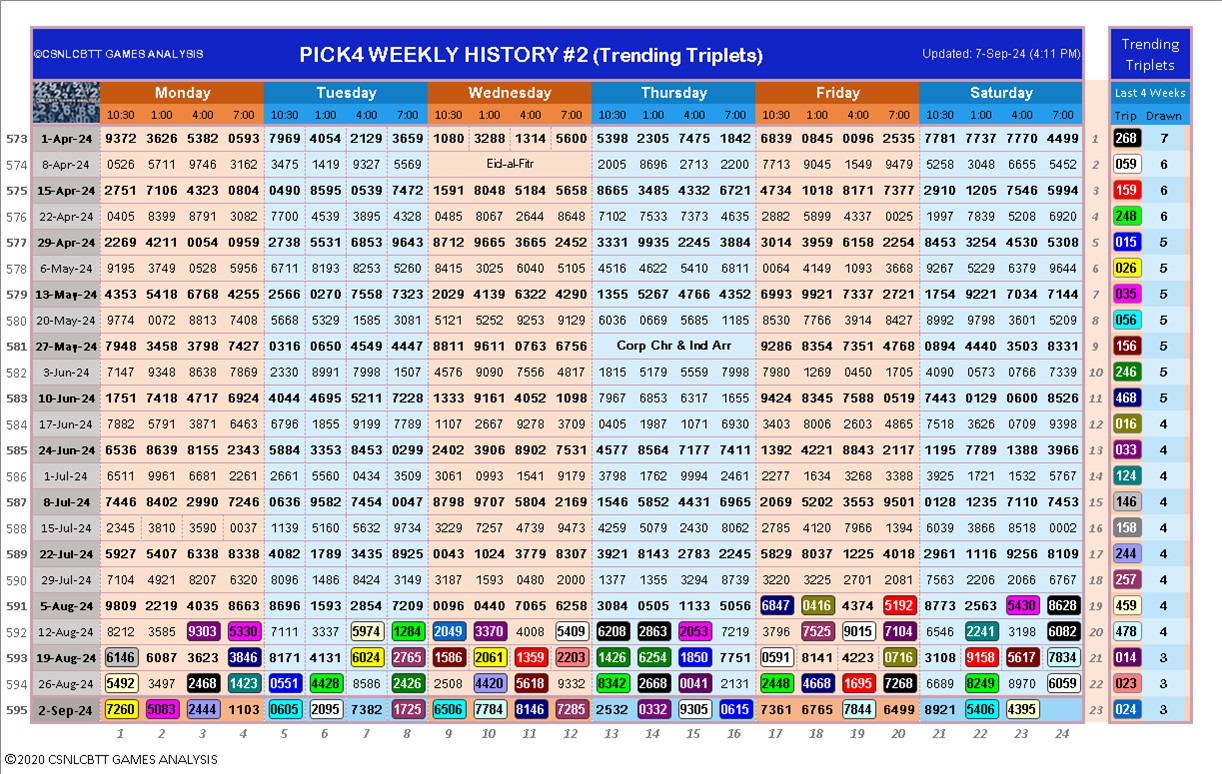 ©CSNLCBTT GAMES ANALYSIS PICK4 WEEKLY HISTORY #2 (Trending Triplets) Updated: 7-Sep-24 (4:11 PM) Trending Triplets
Monday Tuesday Wednesday Thursday Friday Saturday Last 4 Weeks
10:30 1:00 4:00 7:00 10:30 1:00 4:00 7:00 10:30 1:00 4:00 7:00 10:30 1:00 4:00 7:00 10:30 1:00 4:00 7:00 10:30 1:00 4:00 7:00 Trip Drawn
573 1-Apr-24 9372 3626 5382 0593 7969 4054 2129 3659 1080 3288 1314 5600 5398 2305 7475 1842 6839 0845 0096 2535 7781 7737 7770 4499 1 268 7
574 8-Apr-24 0526 5711 9746 3162 3475 1419 9327 5569 Eid-al-Fitr 2005 8696 2713 2200 7713 9045 1549 9479 5258 3048 6655 5452 2 059 6
575 15-Apr-24 2751 7106 4323 0804 0490 8595 0539 7472 1591 8048 5184 5658 8665 3485 4332 6721 4734 1018 8171 7377 2910 1205 7546 5994 3 159 6
576 22-Apr-24 0405 8399 8791 3082 7700 4539 3895 4328 0485 8067 2644 8648 7102 7533 7373 4635 2882 5899 4337 0025 1997 7839 5208 6920 4 248 6
577 29-Apr-24 2269 4211 0054 0959 2738 5531 6853 9643 8712 9665 3665 2452 3331 9935 2245 3884 3014 3959 6158 2254 8453 3254 4530 5308 5 015 5
578 6-May-24 9195 3749 0528 5956 6711 8193 8253 5260 8415 3025 6040 5105 4516 4622 5410 6811 0064 4149 1093 3668 9267 5229 6379 9644 6 026 5
579 13-May-24 4353 5418 6768 4255 2566 0270 7558 7323 2029 4139 6322 4290 1355 5267 4766 4352 6993 9921 7337 2721 1754 9221 7034 7144 7 035 5
580 20-May-24 9774 0072 8813 7408 5668 5329 1585 3081 5121 5252 9253 9129 6036 0669 5685 1185 8530 7766 3914 8427 8992 9798 3601 5209 8 056 5
581 27-May-24 7948 3458 3798 7427 0316 0650 4549 4447 8111 9611 0763 6756 Corp Chr & Ind Arr 9286 8354 7351 4768 0894 4440 3503 8331 9 156 5
582 3-Jun-24 7147 9348 8638 7869 2330 8991 7998 1507 4576 9090 7556 4817 1815 5179 5559 7998 7980 1269 0450 1705 4090 0573 0766 7339 10 246 5
583 10-Jun-24 1751 7418 4717 6924 4044 4695 5211 7228 1333 9161 4052 1098 7967 6853 6317 1655 9424 8345 7588 0519 7443 0129 0600 8526 11 468 5
584 17-Jun-24 7882 5791 3871 6463 6796 1855 9199 7789 1107 2667 9278 3709 0405 1987 1071 6930 3403 8006 2603 4865 7518 3626 0709 9398 12 016 4
585 24-Jun-24 6536 8639 8155 2343 5884 3353 8453 0299 2402 3906 8902 7531 4577 8564 7177 7411 1392 4221 8843 2117 1195 7789 1388 3966 13 033 4
586 1-Jul-24 6511 9961 6681 2261 2661 5560 0434 3509 3061 0993 1541 9179 3798 1762 2994 2461 2277 1634 3268 3388 3925 1721 1532 5767 14 124 4
587 8-Jul-24 7446 8402 2990 7246 0636 9582 7454 0047 8798 9707 5804 2169 1546 5852 4431 6965 2069 5202 3553 9501 0128 1235 7110 7453 15 146 4
588 15-Jul-24 2345 3810 3590 0037 1139 5160 5632 9734 3229 7257 4739 9473 4259 5079 2430 8062 2785 4120 7966 1394 6039 3866 8518 0002 16 158 4
589 22-Jul-24 5927 5407 6338 8338 4082 1789 3435 8925 0043 1024 3779 8307 3921 8143 2783 2245 5829 8037 1225 4018 2961 1116 9256 8109 17 244 4
590 29-Jul-24 7104 4921 8207 6320 8096 1486 8424 3149 3187 1593 0480 2000 1377 1355 3294 8739 3220 3225 2701 2081 7563 2206 2066 6767 18 257 4
591 5-Aug-24 9809 2219 4035 8663 8696 1593 2854 7209 0096 0440 7065 6258 3084 0505 1133 5056 6847 0416 4374 5192 8773 2563 5430 8628 19 459 4
592 12-Aug-24 8212 3585 9303 5330 7111 3337 5974 1284 2049 3370 4008 5409 6208 2863 2053 7219 3796 7525 9015 7104 6546 2241 3198 6082 20 478 4
593 19-Aug-24 6146 6087 3623 3846 8171 4131 6024 2765 1586 2061 1359 2203 1426 6254 1850 7751 0591 8141 4223 0716 3108 9158 5617 7834 21 014 3
594 26-Aug-24 5492 3497 2468 1423 0551 4428 8586 2426 2508 4420 5618 9332 8342 2668 0041 2131 2448 4668 1695 7268 6689 8249 8970 6059 22 023 3
595 2-Sep-24 7260 5083 2444 1103 0605 2095 7382 1725 6506 7784 8146 7285 2532 0332 9305 0615 7361 6765 7844 6499 8921 5406 4395 23 024 3
1 2 3 4 5 6 7 8 9 10 11 12 13 14 15 16 17 18 19 20 21 22 23 24
©2020 CSNLCBTT GAMES ANALYSIS